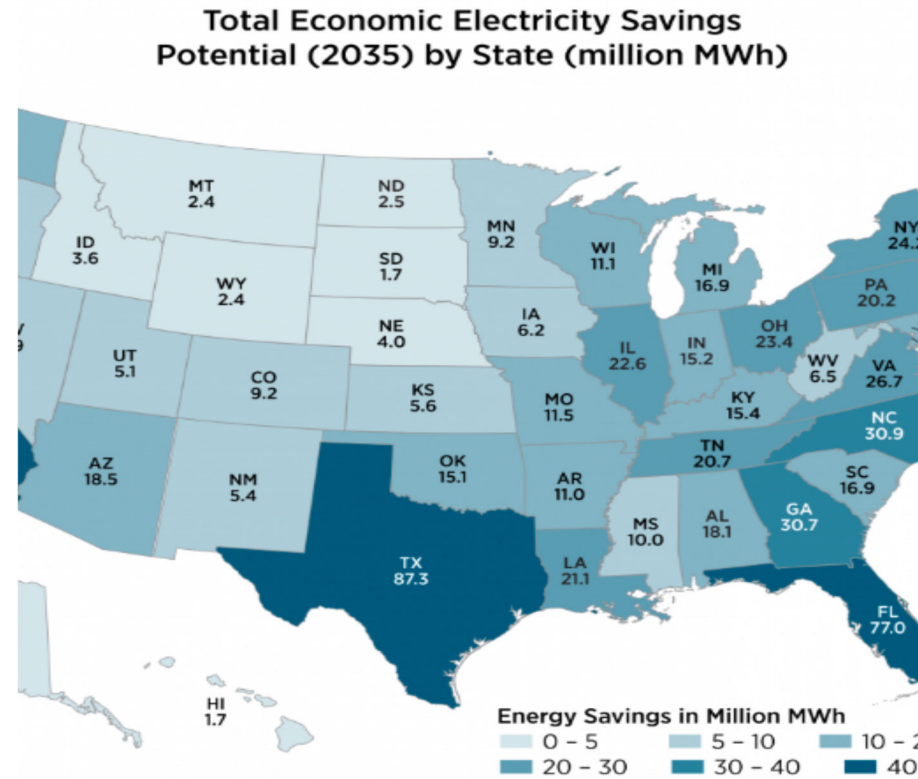 Total Economic Electricity Savings
Potential (2035) by State (million MWh)
MT
2.4
ND
2.5
MN
9.2
ID
3.6
SD
1.7
WY
2.4
WI
11.1
MI
16.9
NY
24.
PA
20.2
NE
4.0
IA
6.2
UT
5.1
CO
9.2
KS
5.6
MO
11.5
IL
22.6
IN
15.2
OH
23.4
WV
6.5
VA
26.7
KY
15.4
NC
30.9
TN
20.7
AZ
18.5
NM
5.4
OK
15.1
AR
11.0
MS
10.0
AL
18.1
GA
30.7
SC
16.9
TX
87.3
LA
21.1
FL
77.0
HI
1.7
Energy Savings in Million MWh
0 – 5
5 – 10
10 –
20 – 30
30 – 40
40